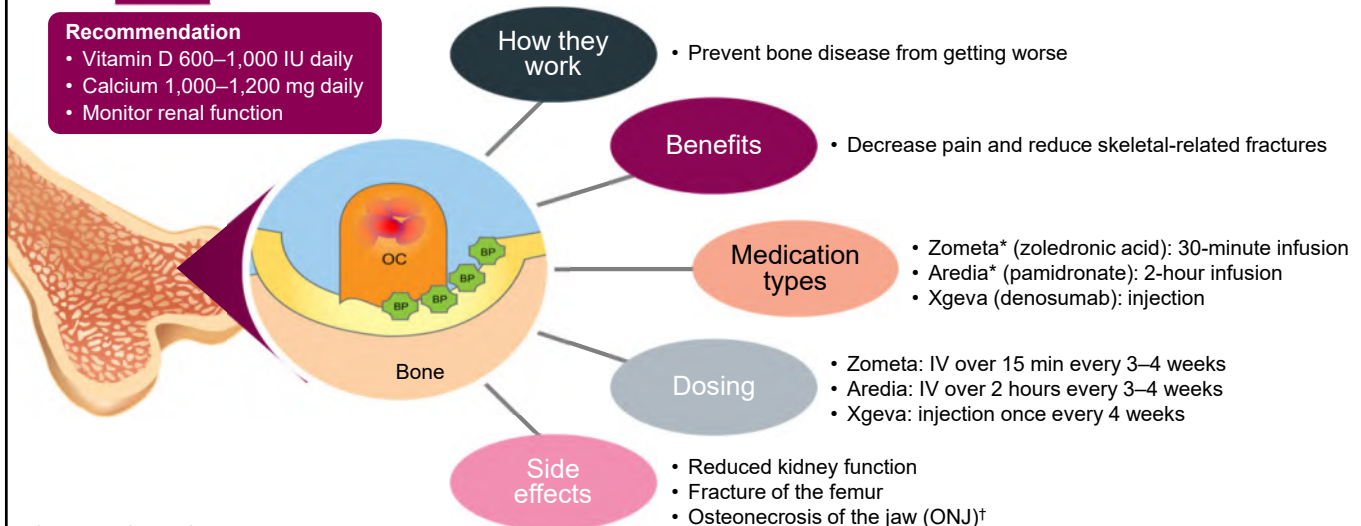 Recommendation
• Vitamin D 600–1,000 IU daily
• Calcium 1,000–1,200 mg daily
• Monitor renal function
How they
work
• Prevent bone disease from getting worse
Benefits
• Decrease pain and reduce skeletal-related fractures
OC
BP
BP
BP
BP
Bone
Medication
types
• Zometa* (zoledronic acid): 30-minute infusion
• Aredia* (pamidronate): 2-hour infusion
• Xgeva (denosumab): injection
Dosing
• Zometa: IV over 15 min every 3–4 weeks
• Aredia: IV over 2 hours every 3–4 weeks
• Xgeva: injection once every 4 weeks
Side
effects
• Reduced kidney function
• Fracture of the femur
• Osteonecrosis of the jaw (ONJ)†